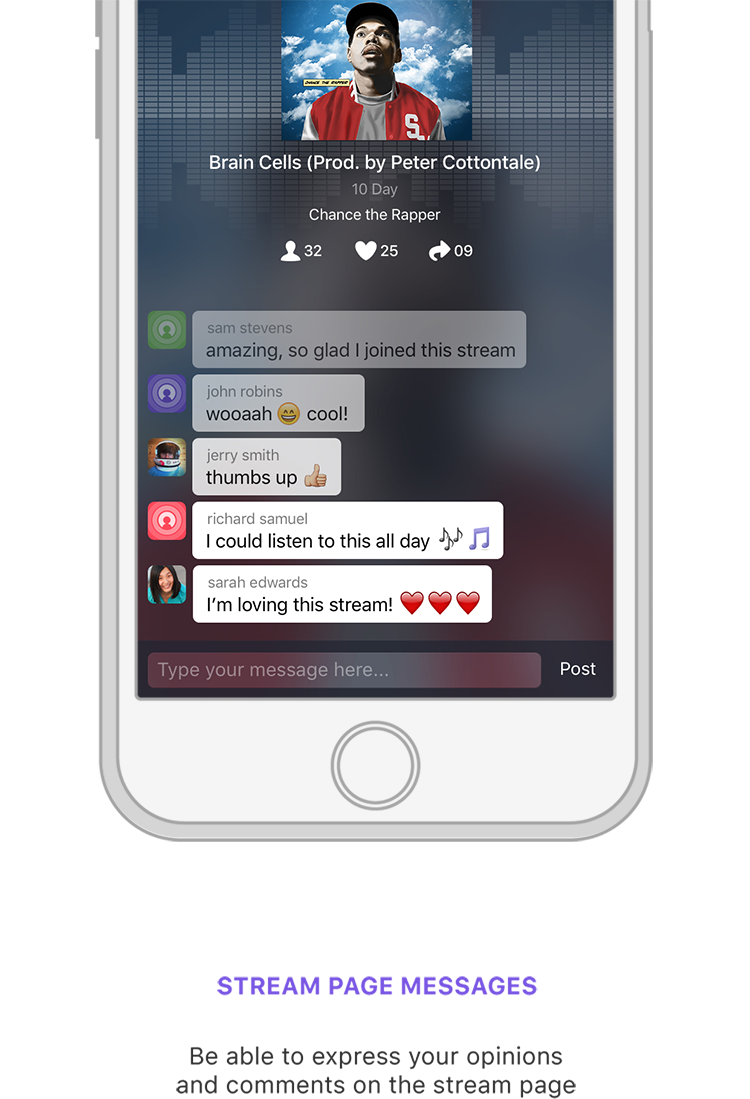 CHANCE THE RAPPER
S
Brain Cells (Prod. by Peter Cottontale)
10 Day
Chance the Rapper
32 25 09
sam stevens
amazing, so glad I joined this stream
john robins
wooaah 😄 cool!
jerry smith
thumbs up 👍🏼
richard samuel
I could listen to this all day 🎶 🎵
sarah edwards
I’m loving this stream! ❤️ ❤️ ❤️
Type your message here...
Post
STREAM PAGE MESSAGES
Be able to express your opinions
and comments on the stream page